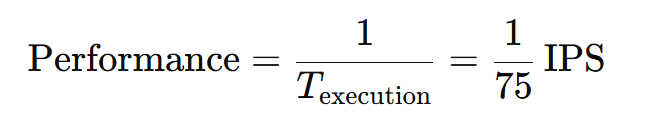 Performance = 1/T_execution = 1/75 IPS